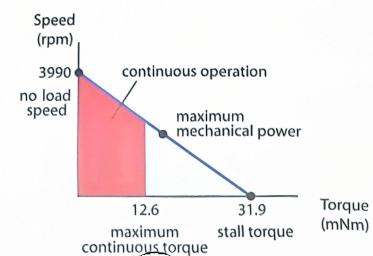 Speed
(rpm)
3990
no load
speed
continuous operation
maximum
mechanical power
12.6
31.9
Torque
(mNm)
maximum
continuous torque
stall torque